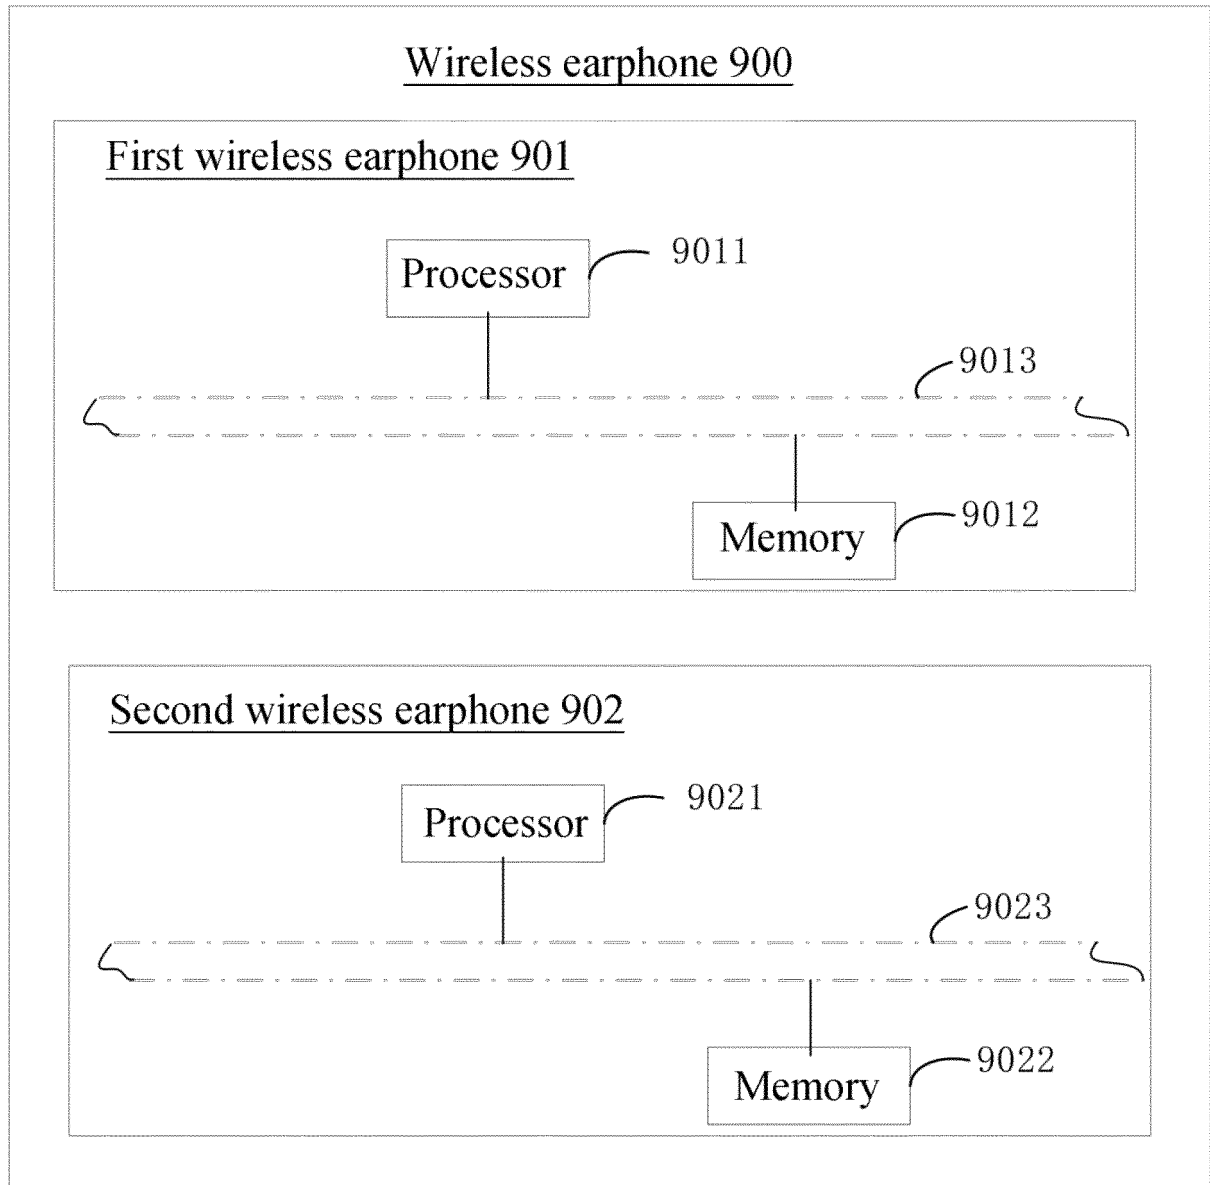 Wireless earphone 900
First wireless earphone 901
Processor
9011
9013
Memory
9012
Second wireless earphone 902
Processor
9021
9023
Memory
9022